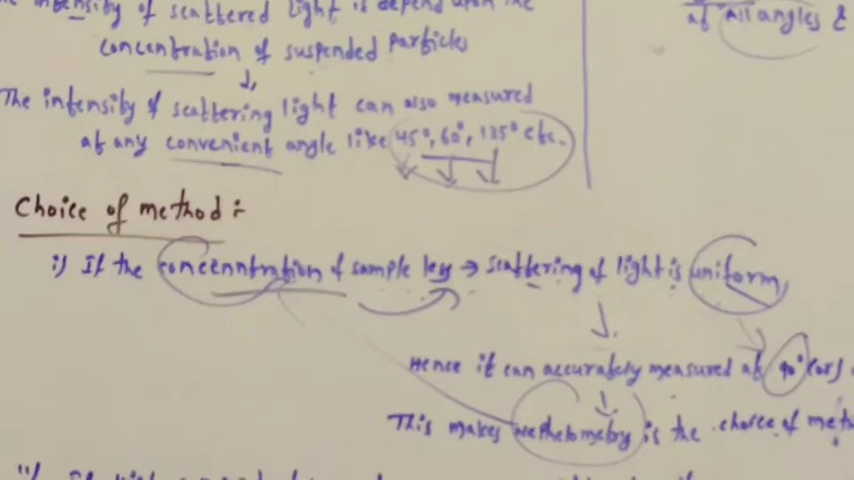 intensity of scattered light is depend upon the
concentration of suspended particles
The intensity of scattering light can also measured
at any convenient angle like 45°, 60°, 135° etc.
at all angles &
Choice of method :-
i) If the concenntration of sample less → scattering of light is uniform,
Hence it can accurately measured at 90° (or)
This makes nephelometry is the choice of